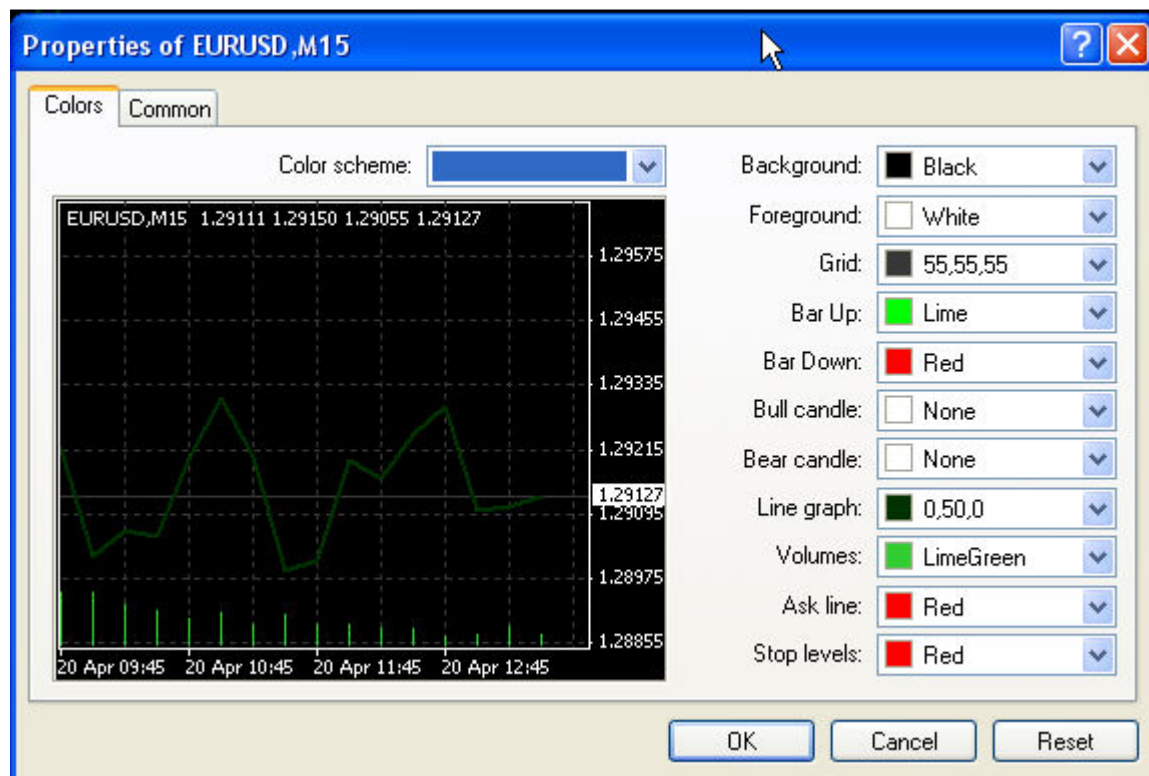 Properties of EURUSD,M15
Colors
Common
Color scheme:
EURUSD,M15 1.29111 1.29150 1.29055 1.29127
1.29575
1.29455
1.29335
1.29215
1.29127
1.29095
1.28975
1.28855
20 Apr 09:45 20 Apr 10:45 20 Apr 11:45 20 Apr 12:45
Background: Black
Foreground: White
Grid: 55,55,55
Bar Up: Lime
Bar Down: Red
Bull candle: None
Bear candle: None
Line graph: 0,50,0
Volumes: LimeGreen
Ask line: Red
Stop levels: Red
OK Cancel Reset